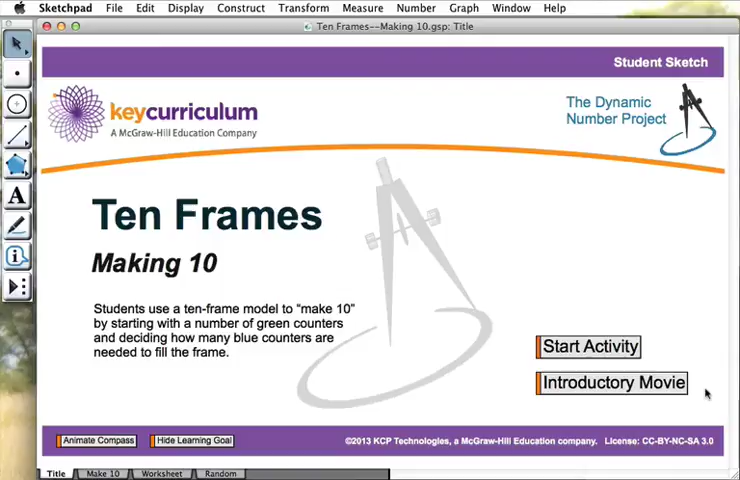 Sketchpad File Edit Display Construct Transform Measure Number Graph Window Help
Ten Frames--Making 10.gsp: Title
Student Sketch
keycurriculum
A McGraw-Hill Education Company
The Dynamic
Number Project
Ten Frames
Making 10
Students use a ten-frame model to “make 10”
by starting with a number of green counters
and deciding how many blue counters are
needed to fill the frame.
Start Activity
Introductory Movie
A
Animate Compass
Hide Learning Goal
©2013 KCP Technologies, a McGraw-Hill Education company. License: CC-BY-NC-SA 3.0
Title Make 10 Worksheet Random